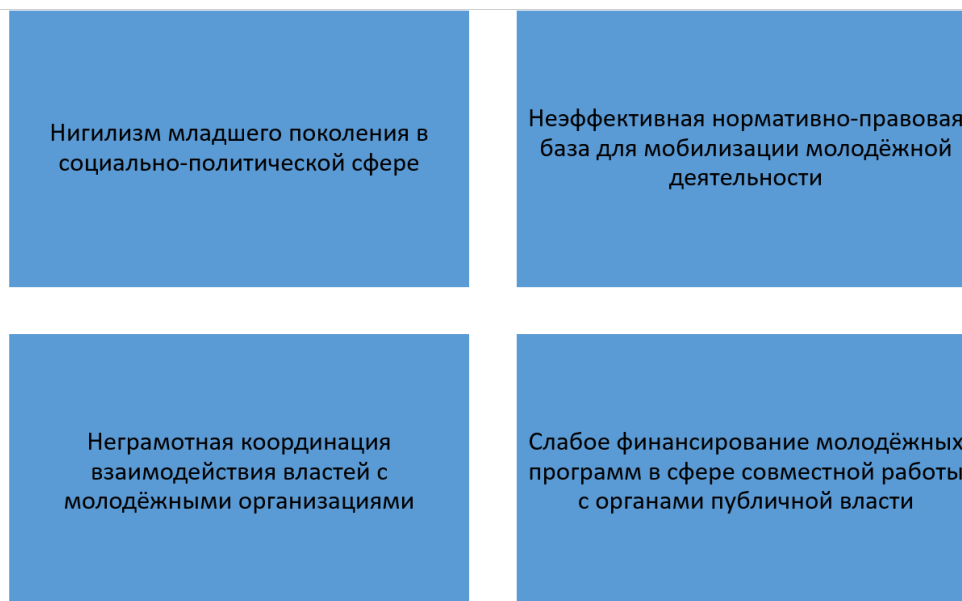 Нигилизм младшего поколения в
социально-политической сфере
Неэффективная нормативно-правовая
база для мобилизации молодёжной
деятельности
Неграмотная координация
взаимодействия властей с
молодёжными организациями
Слабое финансирование молодёжных
программ в сфере совместной работы
с органами публичной власти